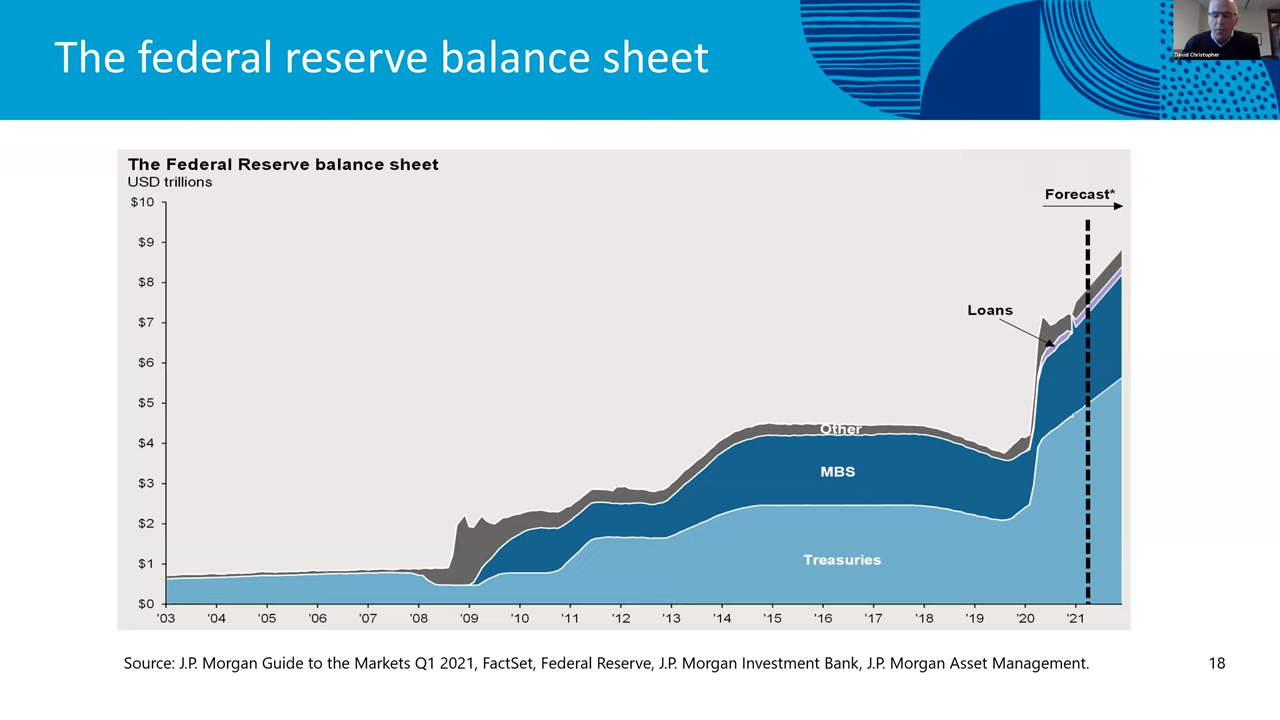 The federal reserve balance sheet
David Christopher
The Federal Reserve balance sheet
USD trillions
Forecast*
$10
$9
$8
$7
$6
$5
$4
$3
$2
$1
$0
Loans
Other
MBS
Treasuries
'03 '04 '05 '06 '07 '08 '09 '10 '11 '12 '13 '14 '15 '16 '17 '18 '19 '20 '21
Source: J.P. Morgan Guide to the Markets Q1 2021, FactSet, Federal Reserve, J.P. Morgan Investment Bank, J.P. Morgan Asset Management.
18